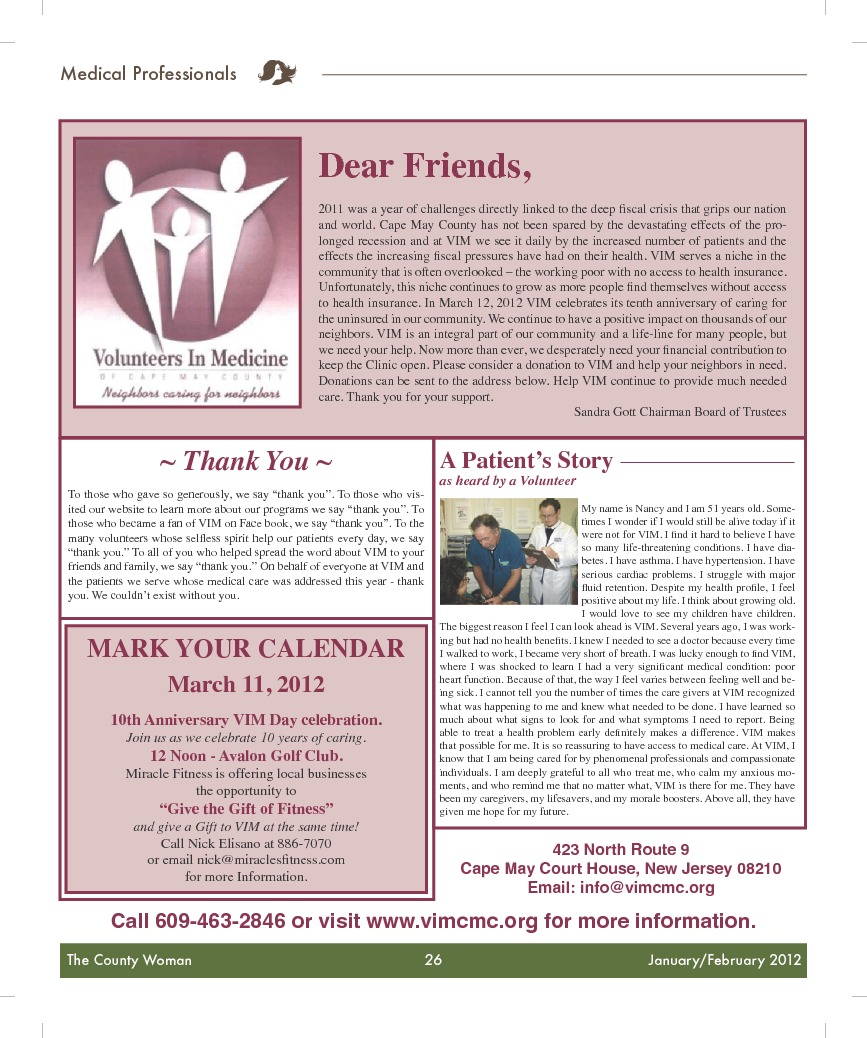 Medical Professionals
Volunteers In Medicine
OF CAPE MAY COUNTY
Neighbors caring for neighbors
Dear Friends,
2011 was a year of challenges directly linked to the deep fiscal crisis that grips our nation
and world. Cape May County has not been spared by the devastating effects of the pro-
longed recession and at VIM we see it daily by the increased number of patients and the
effects the increasing fiscal pressures have had on their health. VIM serves a niche in the
community that is often overlooked – the working poor with no access to health insurance.
Unfortunately, this niche continues to grow as more people find themselves without access
to health insurance. In March 12, 2012 VIM celebrates its tenth anniversary of caring for
the uninsured in our community. We continue to have a positive impact on thousands of our
neighbors. VIM is an integral part of our community and a life-line for many people, but
we need your help. Now more than ever, we desperately need your financial contribution to
keep the Clinic open. Please consider a donation to VIM and help your neighbors in need.
Donations can be sent to the address below. Help VIM continue to provide much needed
care. Thank you for your support.
Sandra Gott Chairman Board of Trustees
~ Thank You ~
To those who gave so generously, we say “thank you”. To those who vis-
ited our website to learn more about our programs we say “thank you”. To
those who became a fan of VIM on Face book, we say “thank you”. To the
many volunteers whose selfless spirit help our patients every day, we say
“thank you.” To all of you who helped spread the word about VIM to your
friends and family, we say “thank you.” On behalf of everyone at VIM and
the patients we serve whose medical care was addressed this year - thank
you. We couldn’t exist without you.
MARK YOUR CALENDAR
March 11, 2012
10th Anniversary VIM Day celebration.
Join us as we celebrate 10 years of caring.
12 Noon - Avalon Golf Club.
Miracle Fitness is offering local businesses
the opportunity to
“Give the Gift of Fitness”
and give a Gift to VIM at the same time!
Call Nick Elisano at 886-7070
or email nick@miraclesfitness.com
for more Information.
A Patient’s Story
as heard by a Volunteer
My name is Nancy and I am 51 years old. Some-
times I wonder if I would still be alive today if it
were not for VIM. I find it hard to believe I have
so many life-threatening conditions. I have dia-
betes. I have asthma. I have hypertension. I have
serious cardiac problems. I struggle with major
fluid retention. Despite my health profile, I feel
positive about my life. I think about growing old.
I would love to see my children have children.
The biggest reason I feel I can look ahead is VIM. Several years ago, I was work-
ing but had no health benefits. I knew I needed to see a doctor because every time
I walked to work, I became very short of breath. I was lucky enough to find VIM,
where I was shocked to learn I had a very significant medical condition: poor
heart function. Because of that, the way I feel varies between feeling well and be-
ing sick. I cannot tell you the number of times the care givers at VIM recognized
what was happening to me and knew what needed to be done. I have learned so
much about what signs to look for and what symptoms I need to report. Being
able to treat a health problem early definitely makes a difference. VIM makes
that possible for me. It is so reassuring to have access to medical care. At VIM, I
know that I am being cared for by phenomenal professionals and compassionate
individuals. I am deeply grateful to all who treat me, who calm my anxious mo-
ments, and who remind me that no matter what, VIM is there for me. They have
been my caregivers, my lifesavers, and my morale boosters. Above all, they have
given me hope for my future.
423 North Route 9
Cape May Court House, New Jersey 08210
Email: info@vimcmc.org
Call 609-463-2846 or visit www.vimcmc.org for more information.
The County Woman
26
January/February 2012